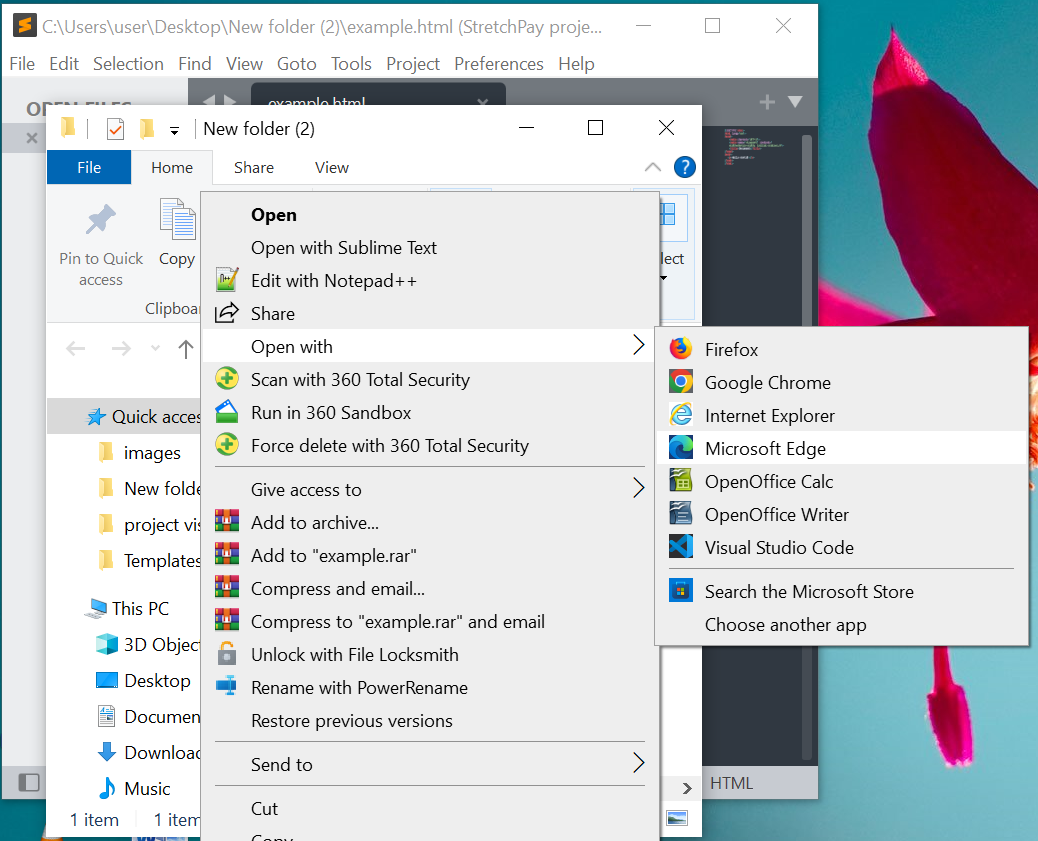 C:\Users\user\Desktop\New folder (2)\example.html (StretchPay proje...
File Edit Selection Find View Goto Tools Project Preferences Help
OPEN FILES
example.html
New folder (2)
File Home Share View
Pin to Quick access
Copy
lect
Clipboar
Quick acces
images
New folde
project vis
Templates
This PC
3D Objec
Desktop
Documen
Downloac
Music
1 item 1 item
Open
Open with Sublime Text
Edit with Notepad++
Share
Open with
Scan with 360 Total Security
Run in 360 Sandbox
Force delete with 360 Total Security
Give access to
Add to archive...
Add to "example.rar"
Compress and email...
Compress to "example.rar" and email
Unlock with File Locksmith
Rename with PowerRename
Restore previous versions
Send to
Cut
Copy
Firefox
Google Chrome
Internet Explorer
Microsoft Edge
OpenOffice Calc
OpenOffice Writer
Visual Studio Code
Search the Microsoft Store
Choose another app
HTML